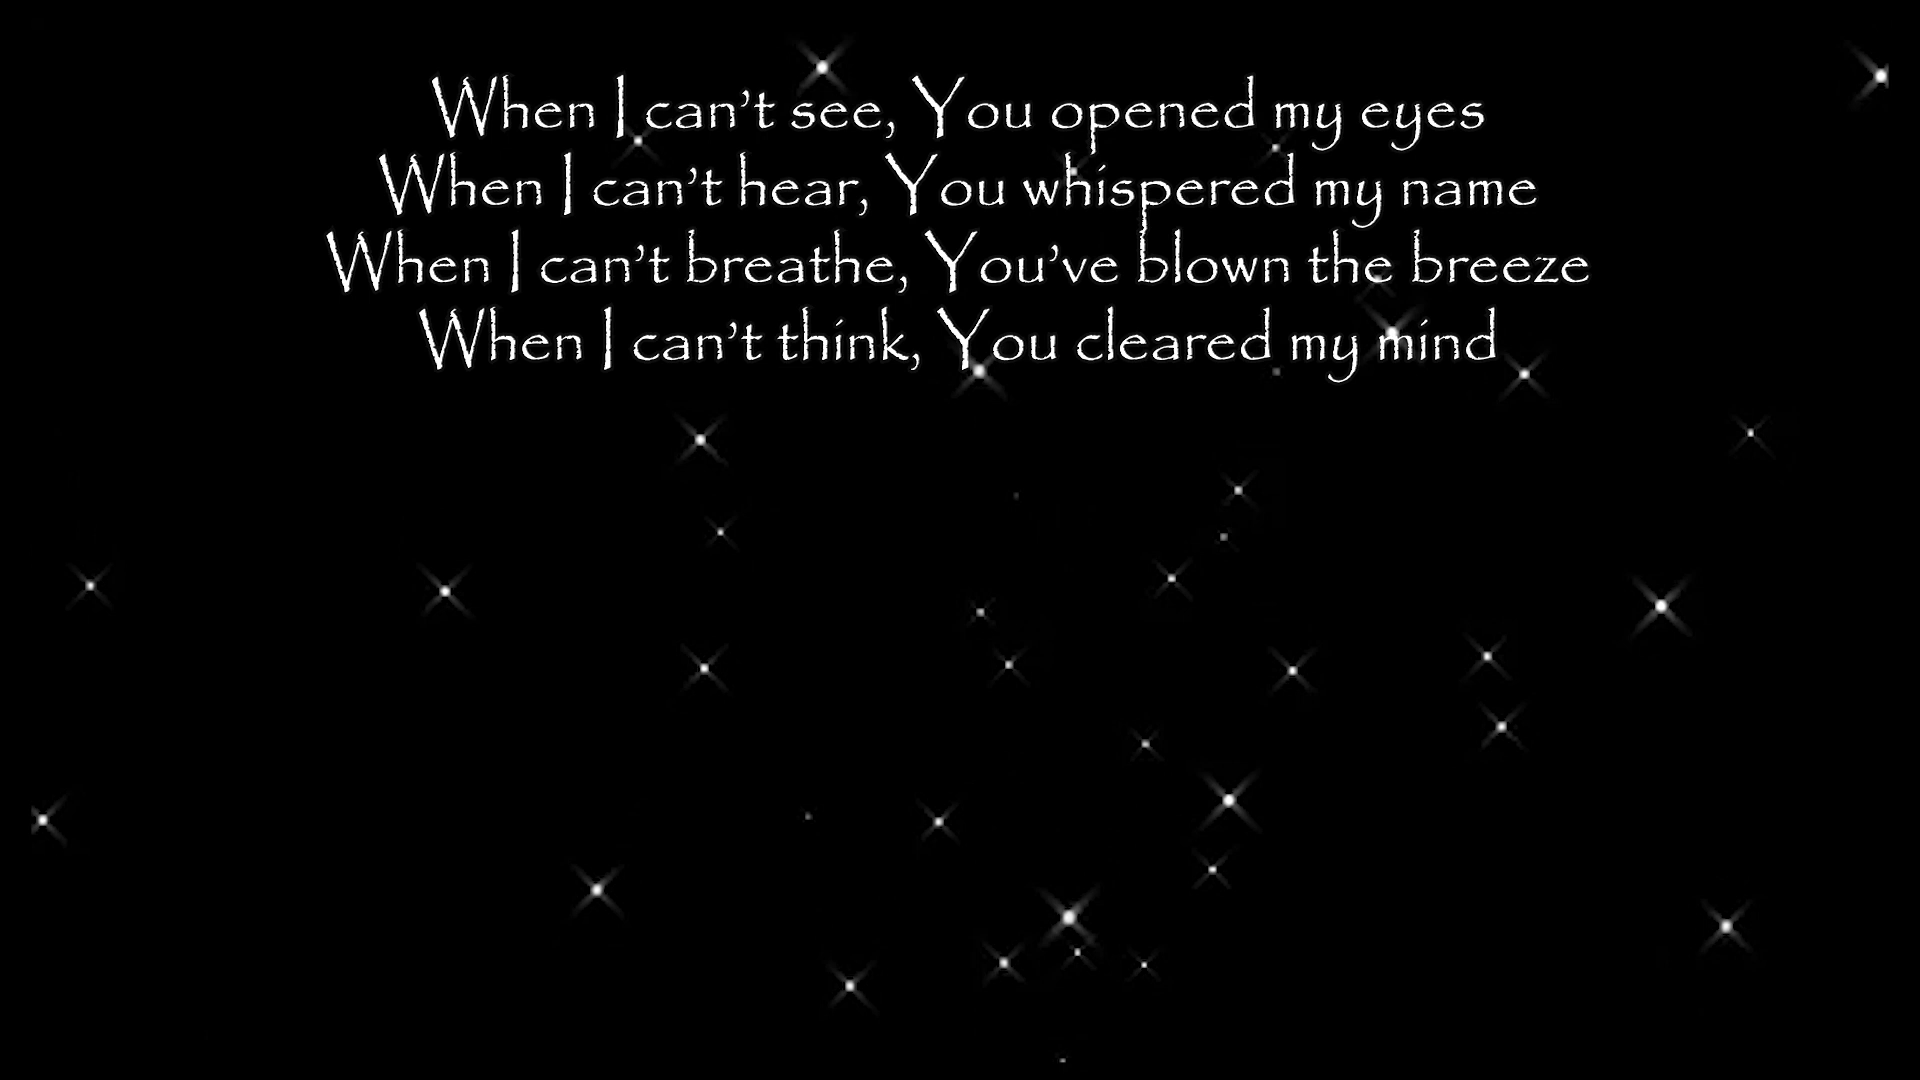 When I can’t see, You opened my eyes
When I can’t hear, You whispered my name
When I can’t breathe, You’ve blown the breeze
When I can’t think, You cleared my mind